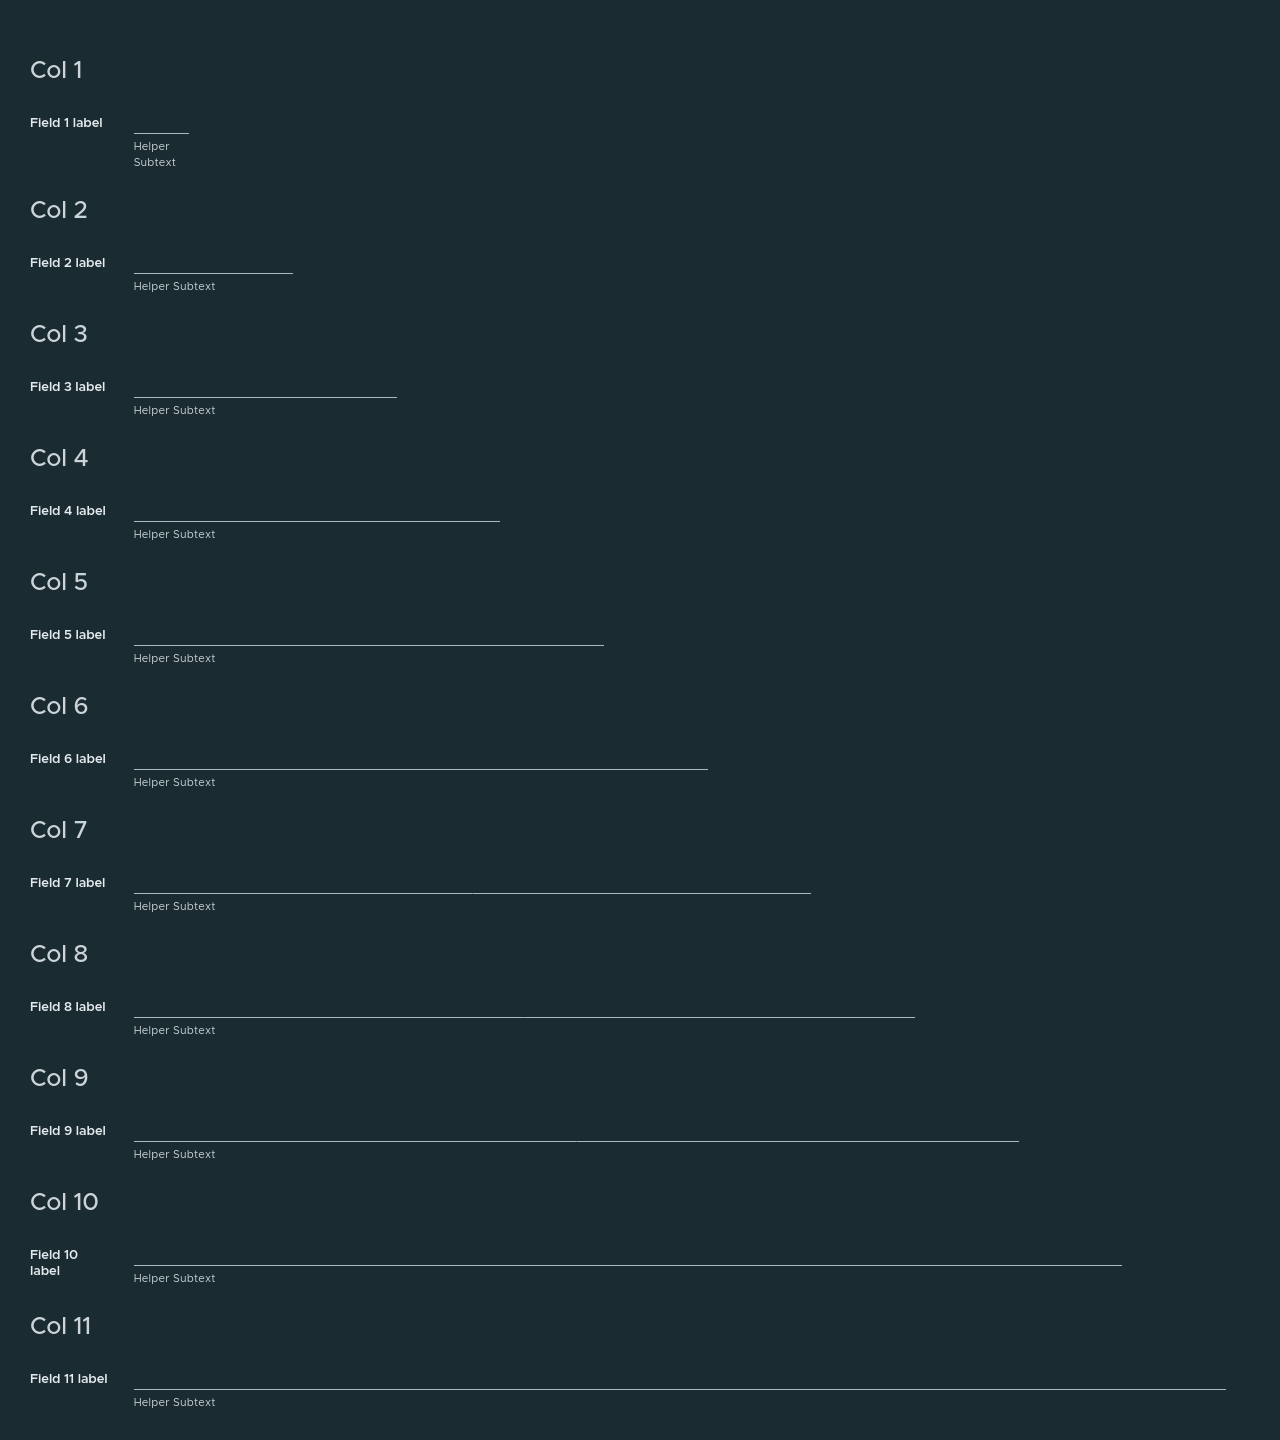 Col 1
Field 1 label
Helper
Subtext
Col 2
Field 2 label
Helper Subtext
Col 3
Field 3 label
Helper Subtext
Col 4
Field 4 label
Helper Subtext
Col 5
Field 5 label
Helper Subtext
Col 6
Field 6 label
Helper Subtext
Col 7
Field 7 label
Helper Subtext
Col 8
Field 8 label
Helper Subtext
Col 9
Field 9 label
Helper Subtext
Col 10
Field 10
label
Helper Subtext
Col 11
Field 11 label
Helper Subtext